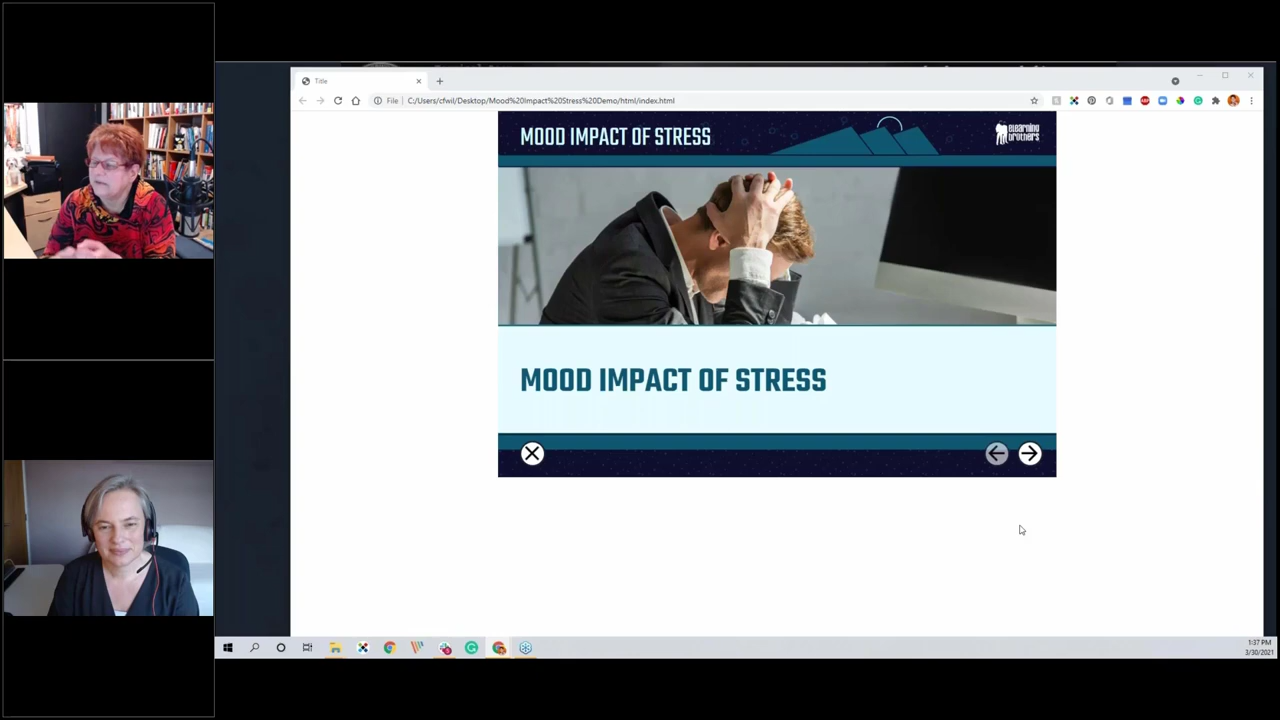 Title
File
C:/Users/cfwil/Desktop/Mood%20Impact%20Stress%20Demo/html/index.html
MOOD IMPACT OF STRESS
eLearning
brothers
MOOD IMPACT OF STRESS
1:37 PM
3/30/2021